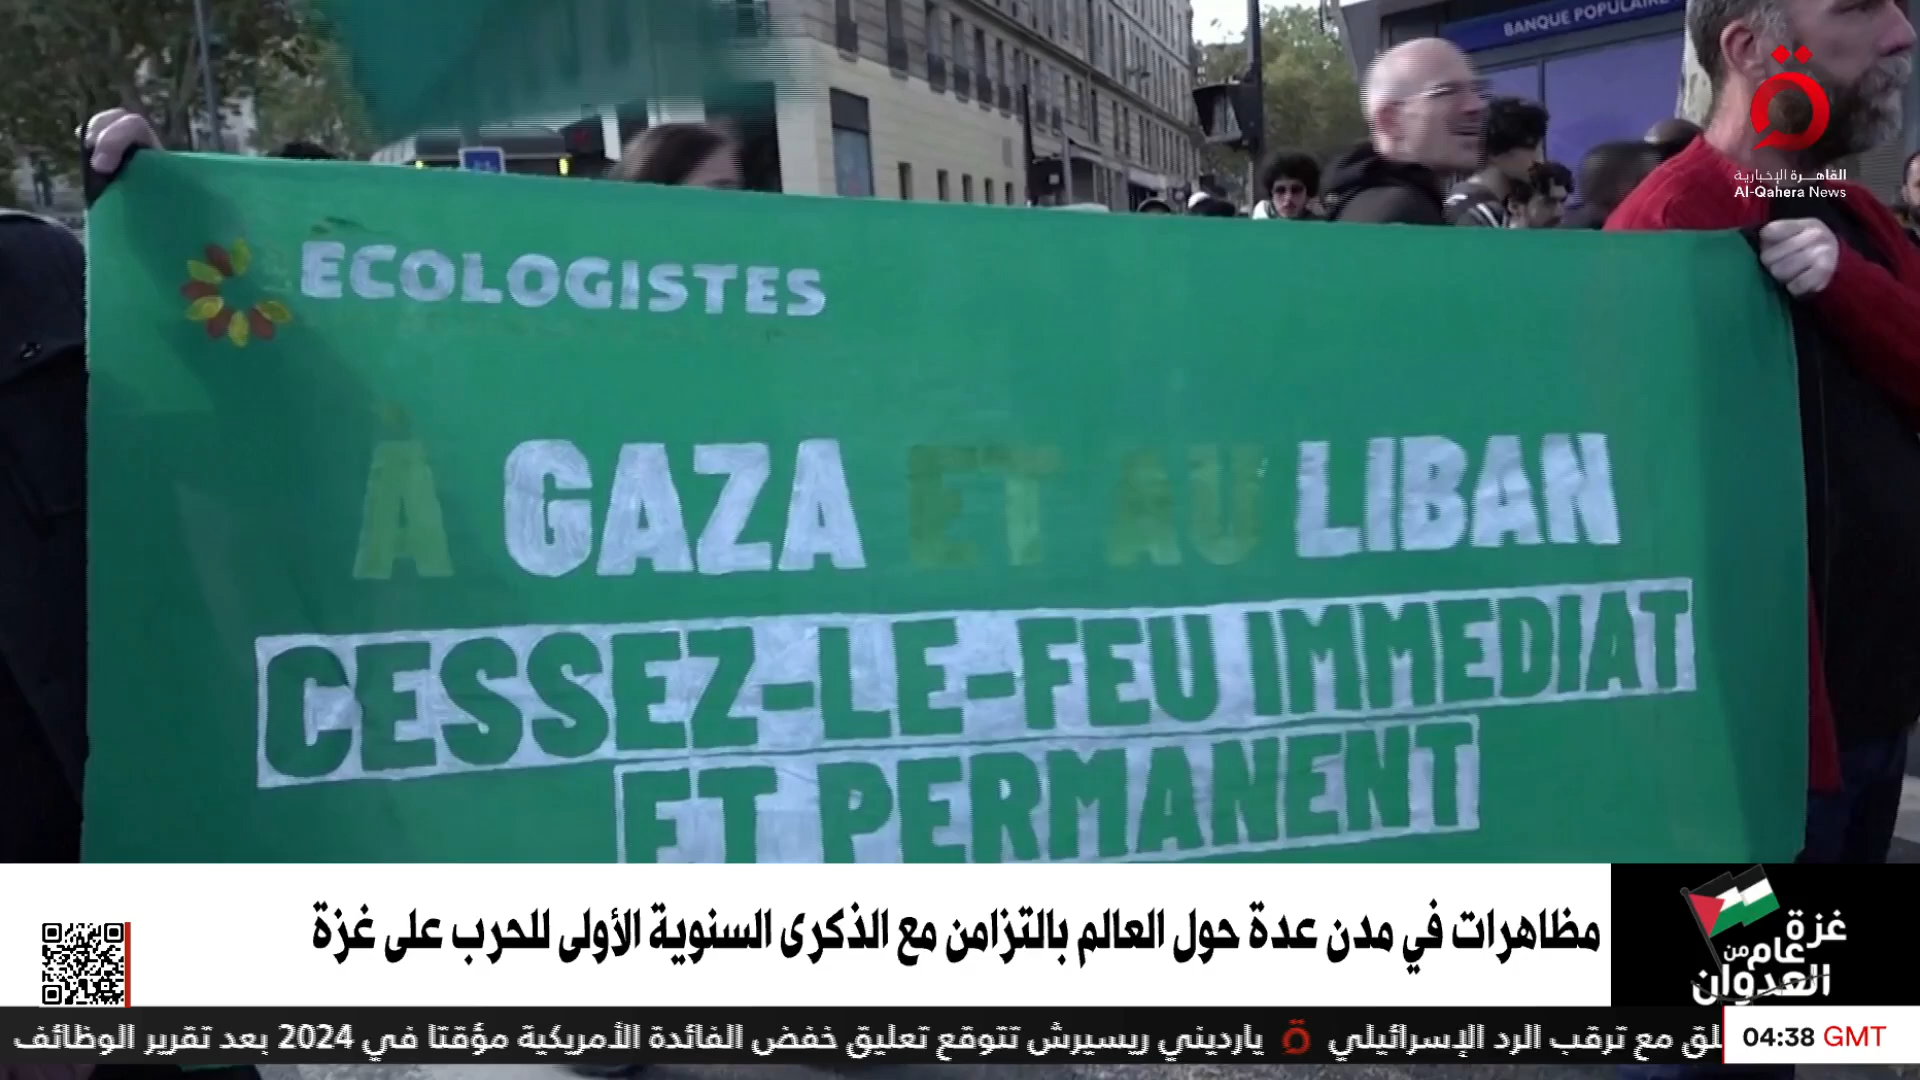 BANQUE POPULAIRE
القاهرة الإخبارية
Al-Qahera News
ECOLOGISTES
À GAZA ET AU LIBAN
CESSEZ-LE-FEU IMMEDIAT
ET PERMANENT
مظاهرات في مدن عدة حول العالم بالتزامن مع الذكرى السنوية الأولى للحرب على غزة
غزة
عام من
العدوان
لق مع ترقب الرد الإسرائيلي
يارديني ريسيرش تتوقع تعليق خفض الفائدة الأمريكية مؤقتا في 2024 بعد تقرير الوظائف
04:38 GMT